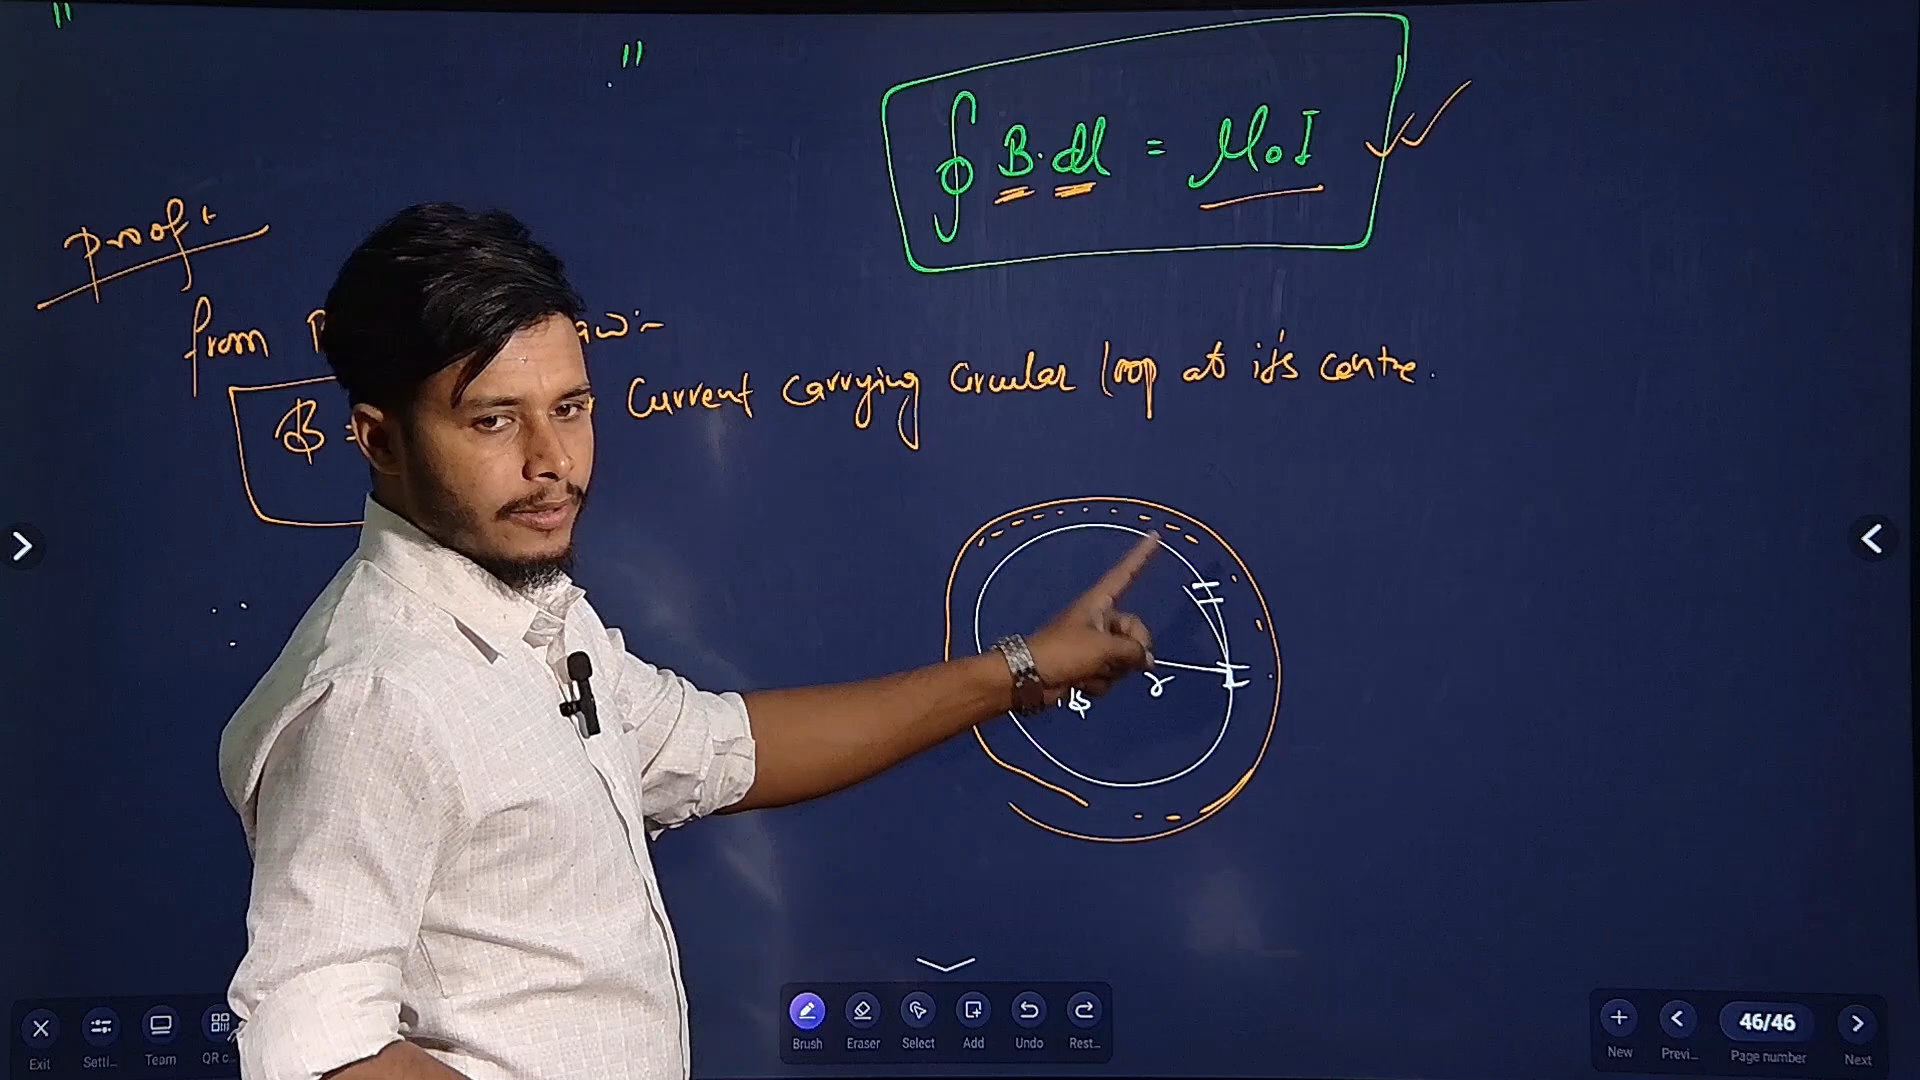 ∮ B. dl = μ₀I
Proof:
from
Current carrying circular loop at it's centre.
B =
r
Exit
Setti...
Team
QR c...
Brush
Eraser
Select
Add
Undo
Rest...
New
Previ...
46/46
Page number
Next